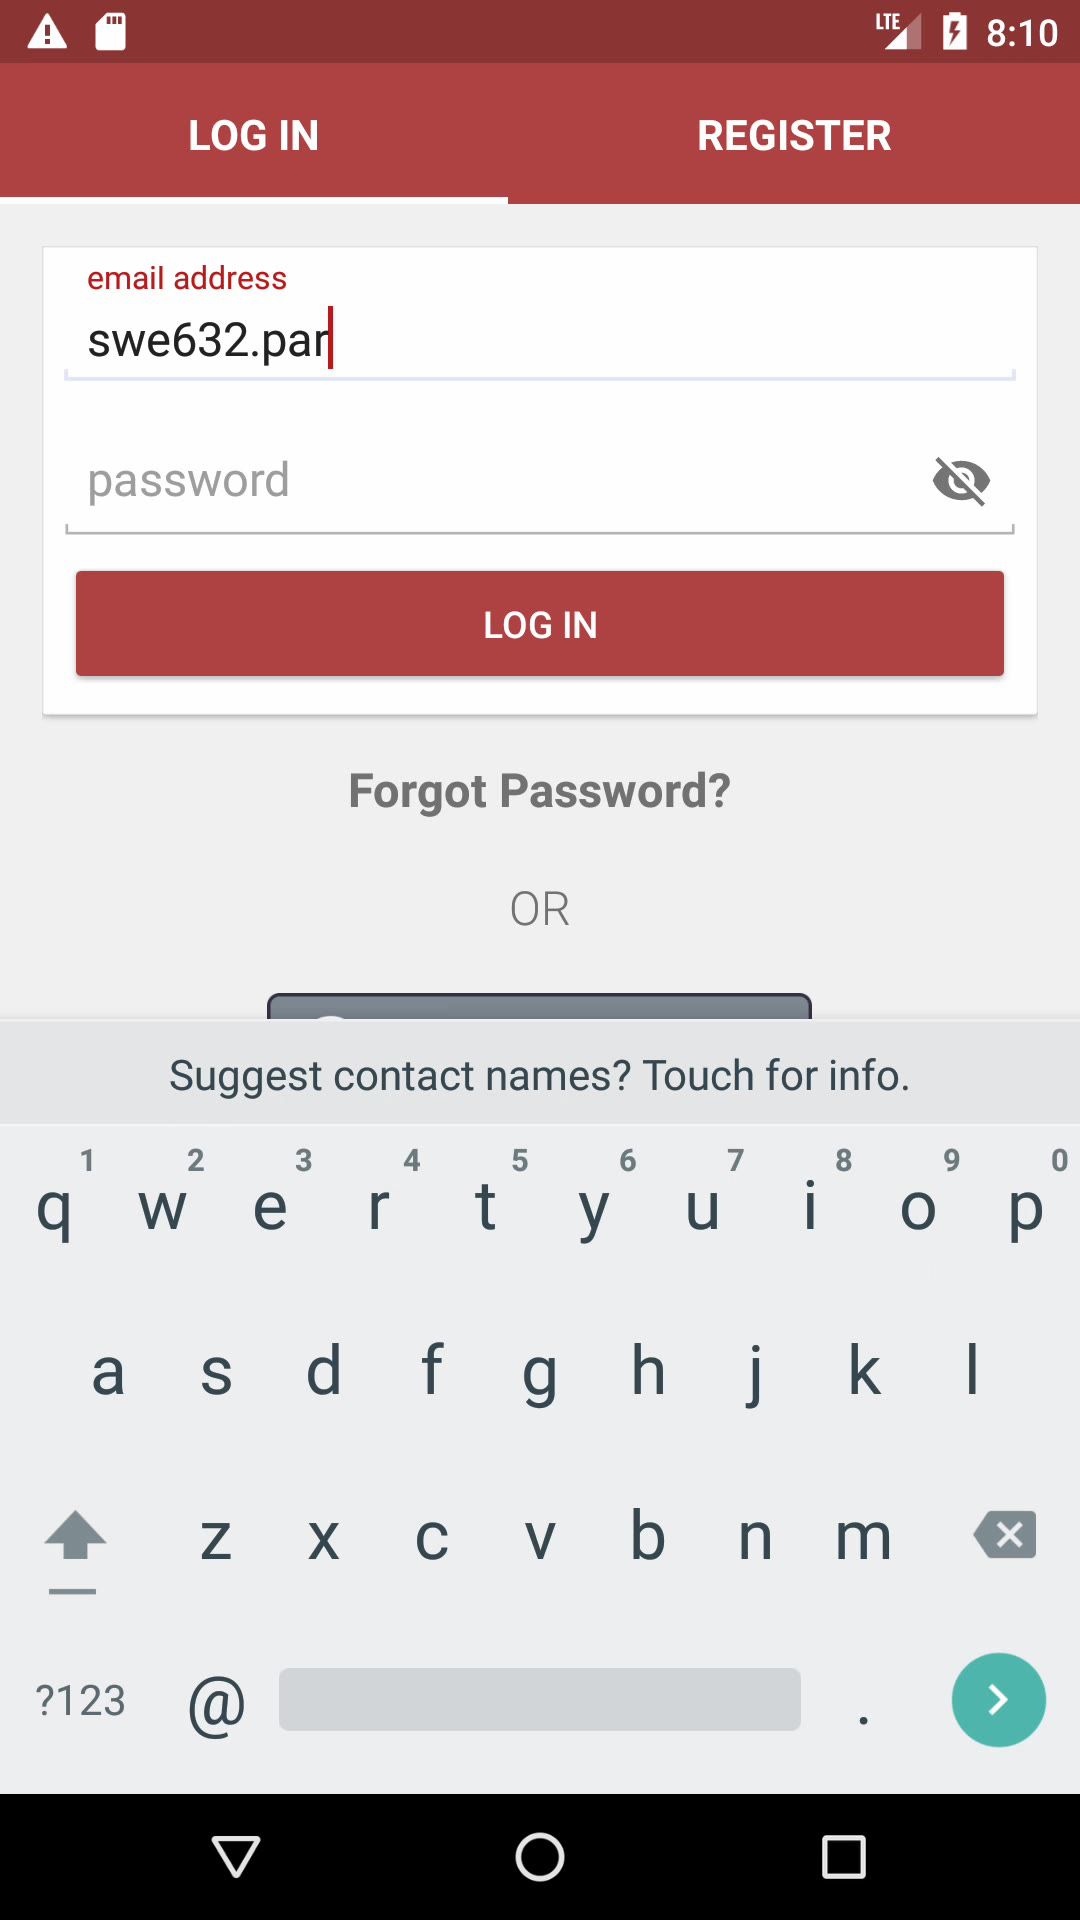 LTE 8:10
LOG IN REGISTER
email address
swe632.par
password
LOG IN
Forgot Password?
OR
Suggest contact names? Touch for info.
1 2 3 4 5 6 7 8 9 0
q w e r t y u i o p
a s d f g h j k l
z x c v b n m
?123 @ .